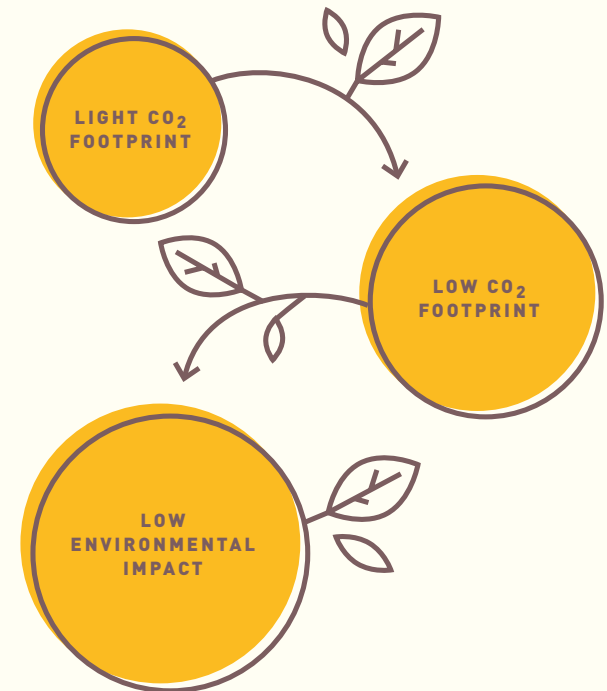 LIGHT CO₂
FOOTPRINT
LOW CO₂
FOOTPRINT
LOW
ENVIRONMENTAL
IMPACT